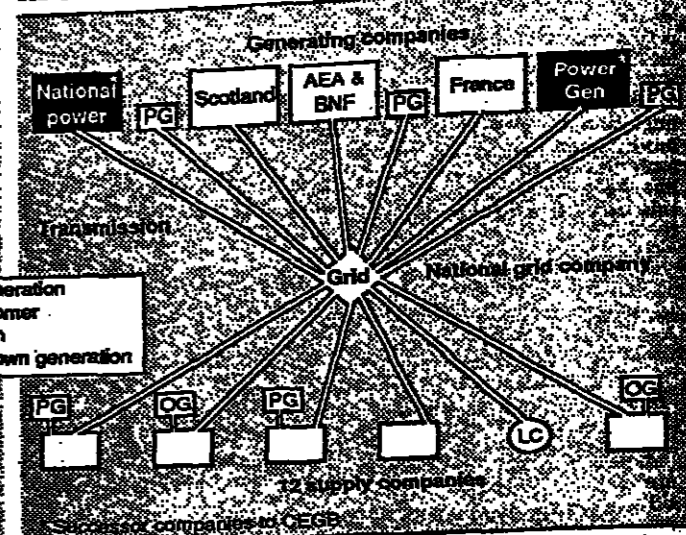 Generating companies
National power*
PG
Scotland
AEA & BNF
PG
France
Power Gen*
PG
Transmission
Grid
National grid company
eration
omer
n
own generation
PG
OG
PG
LC
OG
12 supply companies
* Successor companies to CEGB